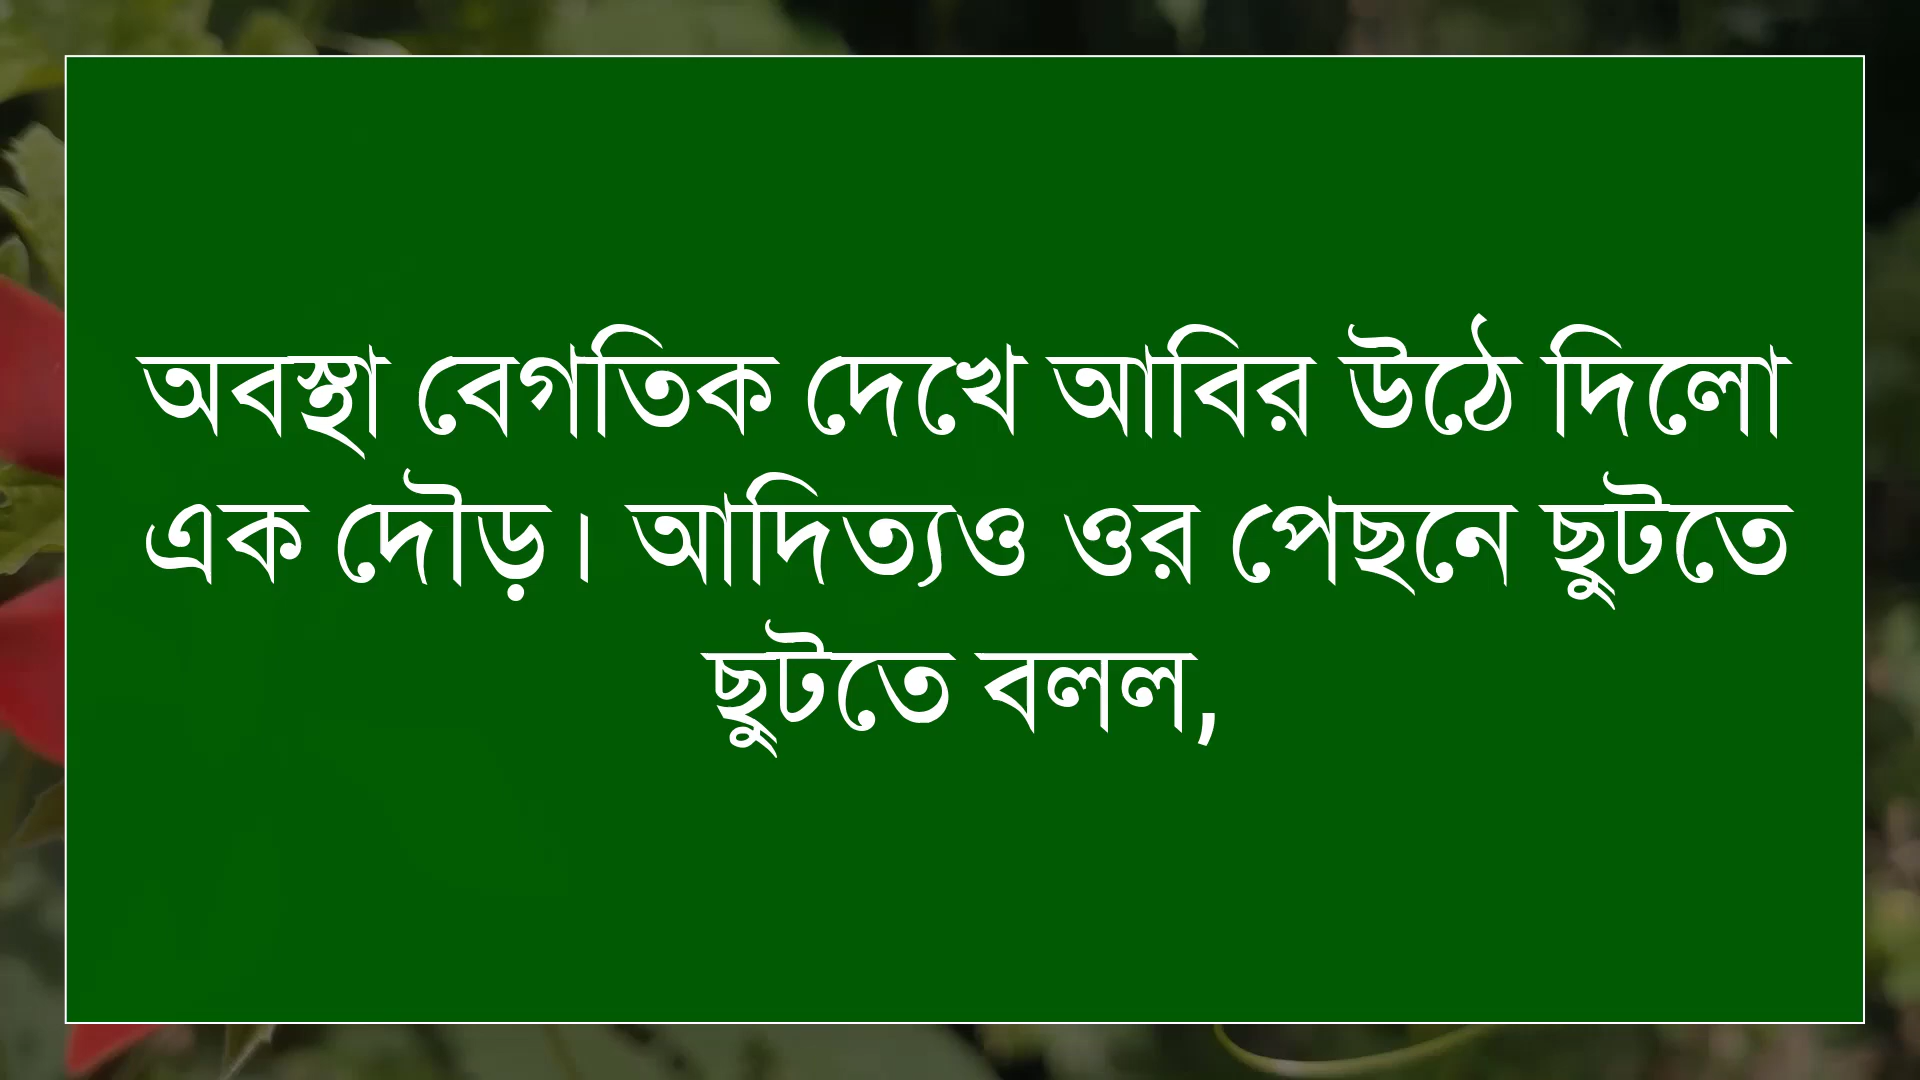 অবস্থা বেগতিক দেখে আবির উঠে দিলো
এক দৌড়। আদিত্যও ওর পেছনে ছুটতে
ছুটতে বলল,